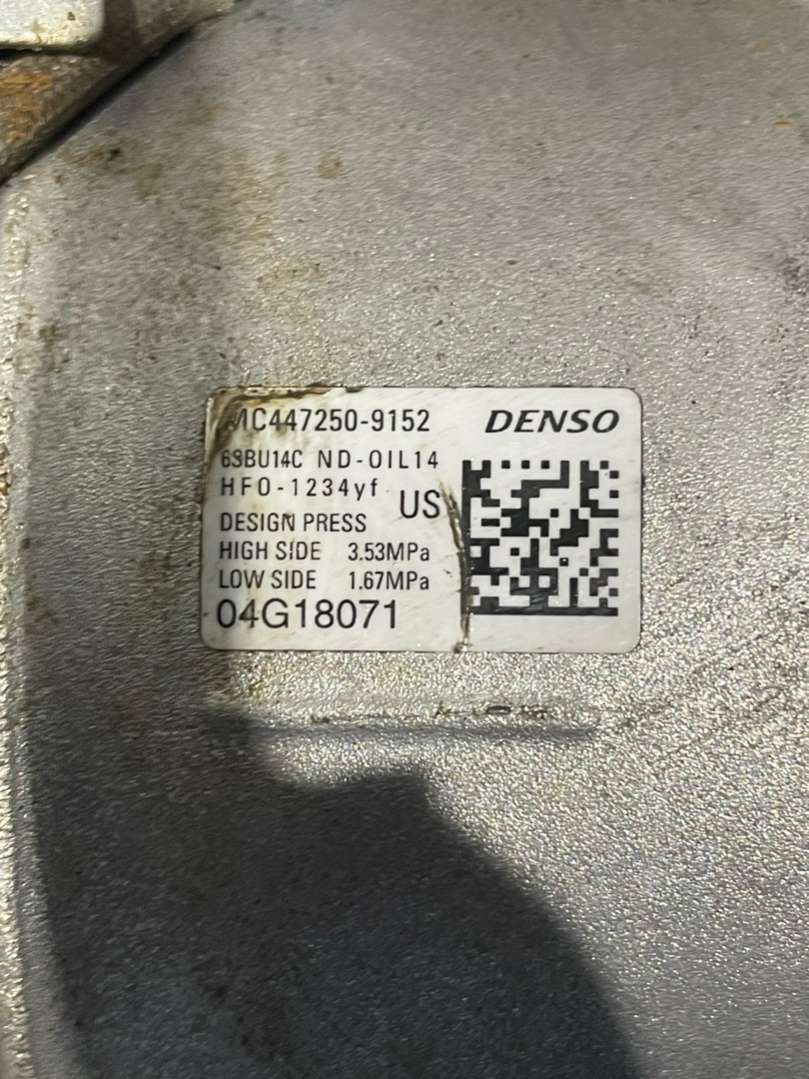 MC447250-9152 DENSO
6SBU14C ND-OIL14
HFO-1234yf US
DESIGN PRESS
HIGH SIDE 3.53MPa
LOW SIDE 1.67MPa
04G18071